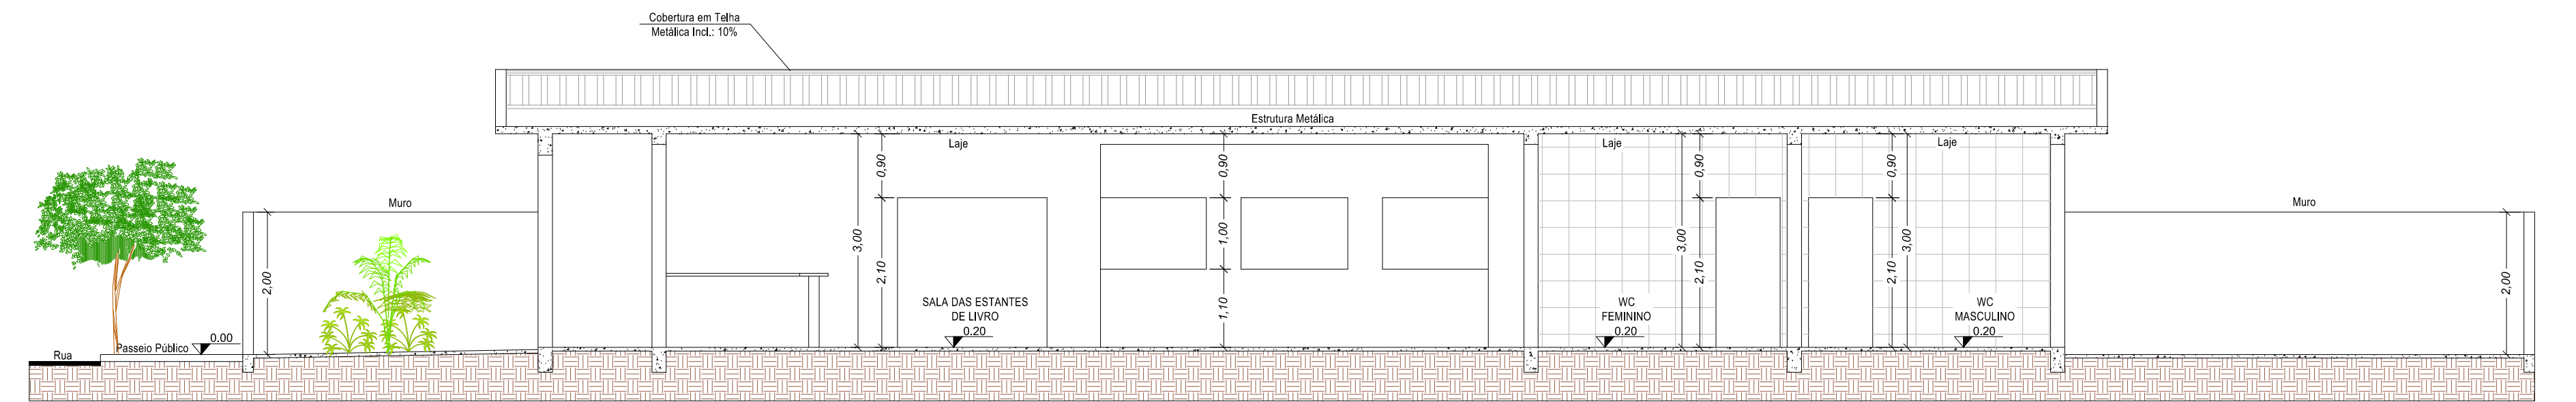 Cobertura em Telha
Metálica Incl.: 10%
Estrutura Metálica
Laje
Laje
Laje
0,90
0,90
0,90
0,90
Muro
Muro
3,00
1,00
3,00
3,00
2,00
2,10
2,10
2,10
2,00
1,10
SALA DAS ESTANTES
DE LIVRO
0.20
WC
FEMININO
0.20
WC
MASCULINO
0.20
0.00
Passeio Público
Rua